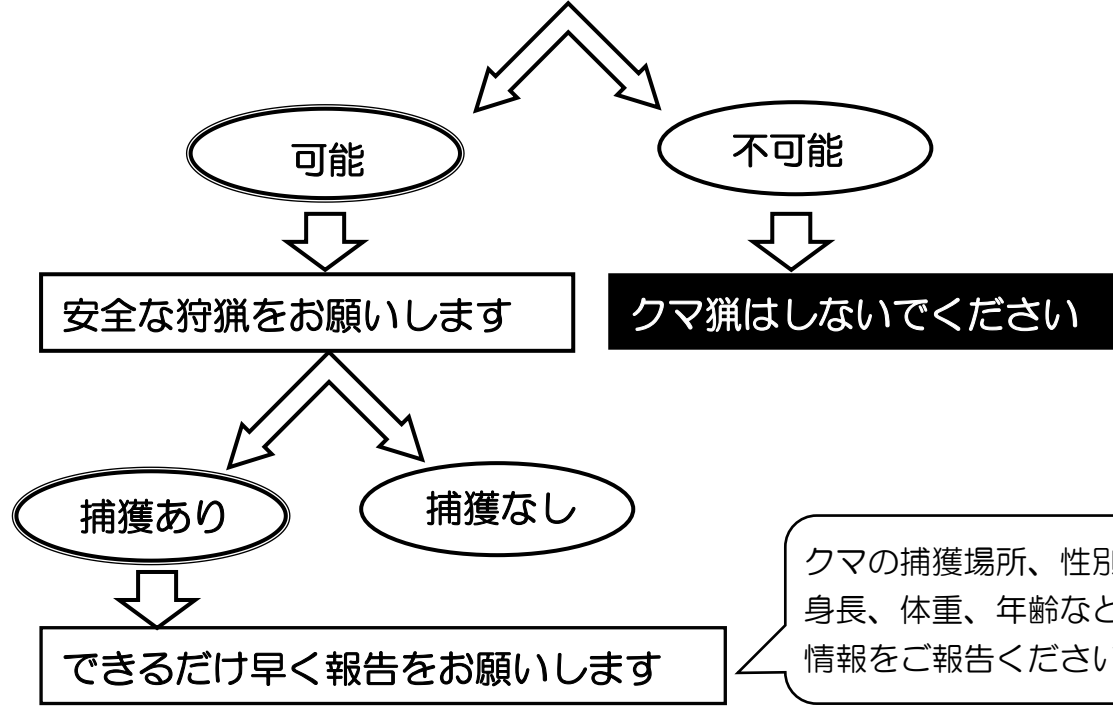 可能
不可能
安全な狩猟をお願いします
クマ猟はしないでください
捕獲あり
捕獲なし
クマの捕獲場所、性別
身長、体重、年齢など
情報をご報告ください
できるだけ早く報告をお願いします